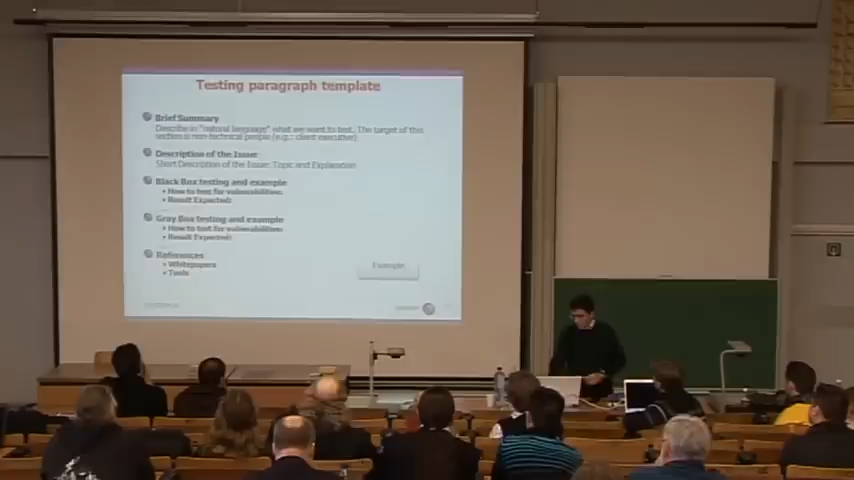 Testing paragraph template
Brief Summary
Describe in "natural language" what we want to test. The target of this
section is non-technical people (e.g.: client executive)
Description of the Issue
Short Description of the Issue: Topic and Explanation
Black Box testing and example
• How to test for vulnerabilities:
• Result Expected:
...
Gray Box testing and example
• How to test for vulnerabilities:
• Result Expected:
...
References
• Whitepapers
• Tools
Example